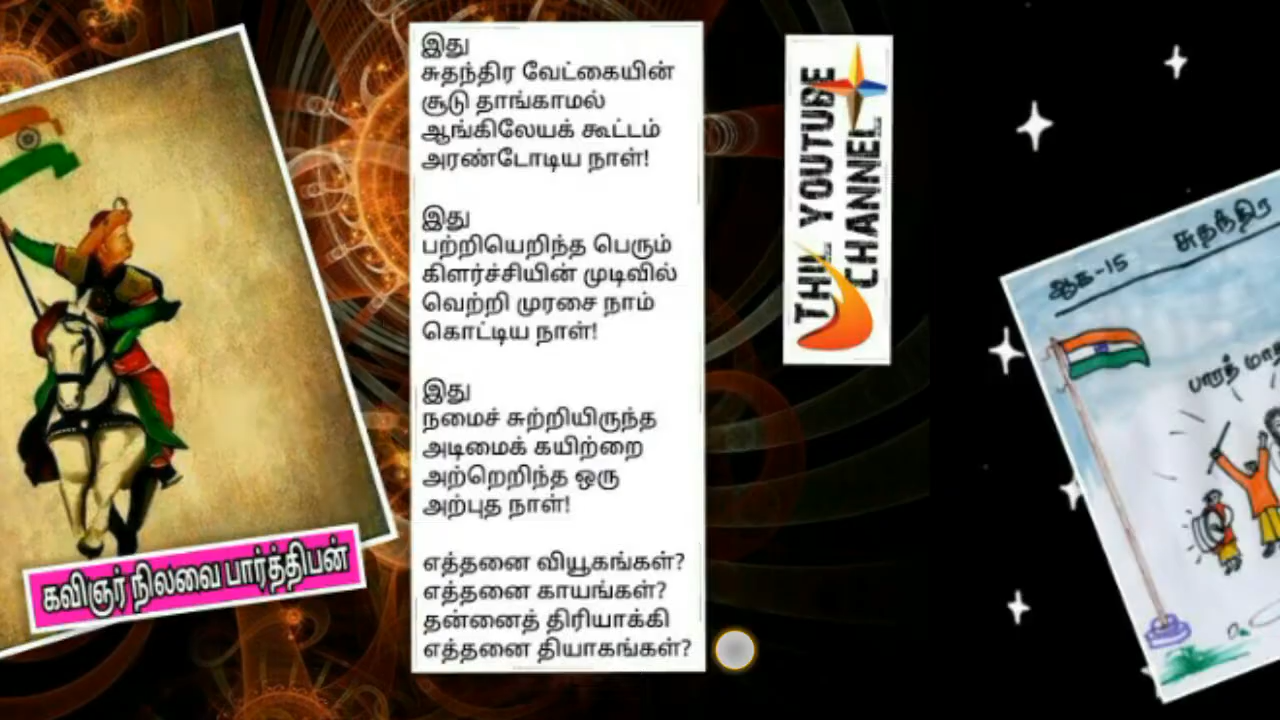 இது
சுதந்திர வேட்கையின்
சூடு தாங்காமல்
ஆங்கிலேயக் கூட்டம்
அரண்டோடிய நாள்!
இது
பற்றியெறிந்த பெரும்
கிளர்ச்சியின் முடிவில்
வெற்றி முரசை நாம்
கொட்டிய நாள்!
இது
நமைச் சுற்றியிருந்த
அடிமைக் கயிற்றை
அற்றெறிந்த ஒரு
அற்புத நாள்!
எத்தனை வியூகங்கள்?
எத்தனை காயங்கள்?
தன்னைத் திரியாக்கி
எத்தனை தியாகங்கள்?
கவிஞர் நிலவை பார்த்திபன்
THIL YOUTUBE
CHANNEL
ஆக-15 சுதந்திர
பாரத்